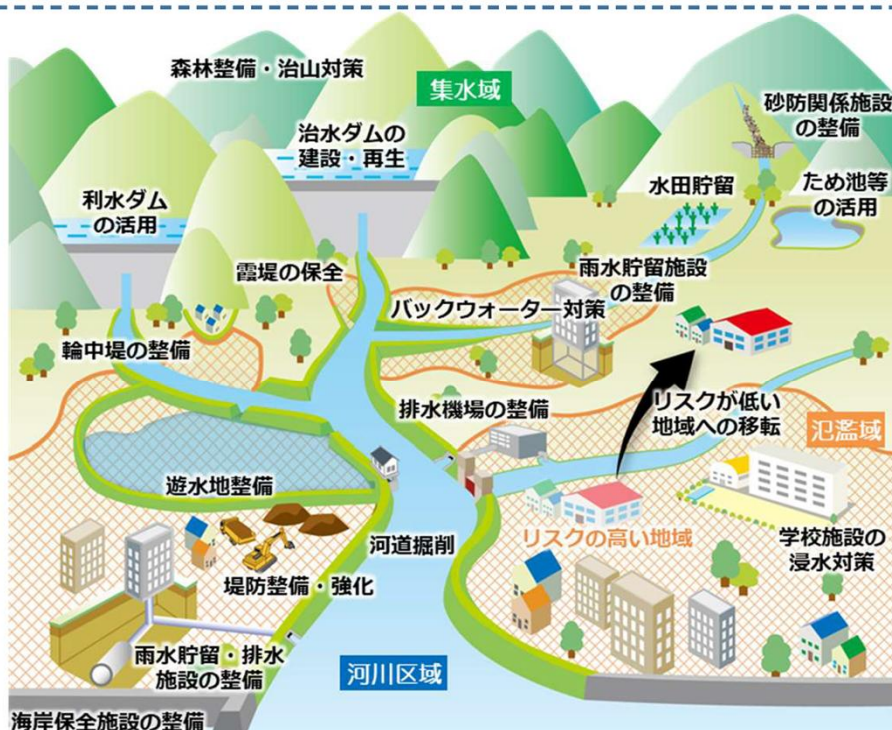 森林整備・治山対策
集水域
砂防関係施設
の整備
治水ダムの
建設・再生
水田貯留
ため池等
の活用
利水ダム
の活用
霞堤の保全
雨水貯留施設
の整備
バックウォーター対策
輪中堤の整備
排水機場の整備
リスクが低い
地域への移転
氾濫域
遊水地整備
河道掘削
リスクの高い地域
学校施設の
浸水対策
堤防整備・強化
雨水貯留・排水
施設の整備
河川区域
海岸保全施設の整備